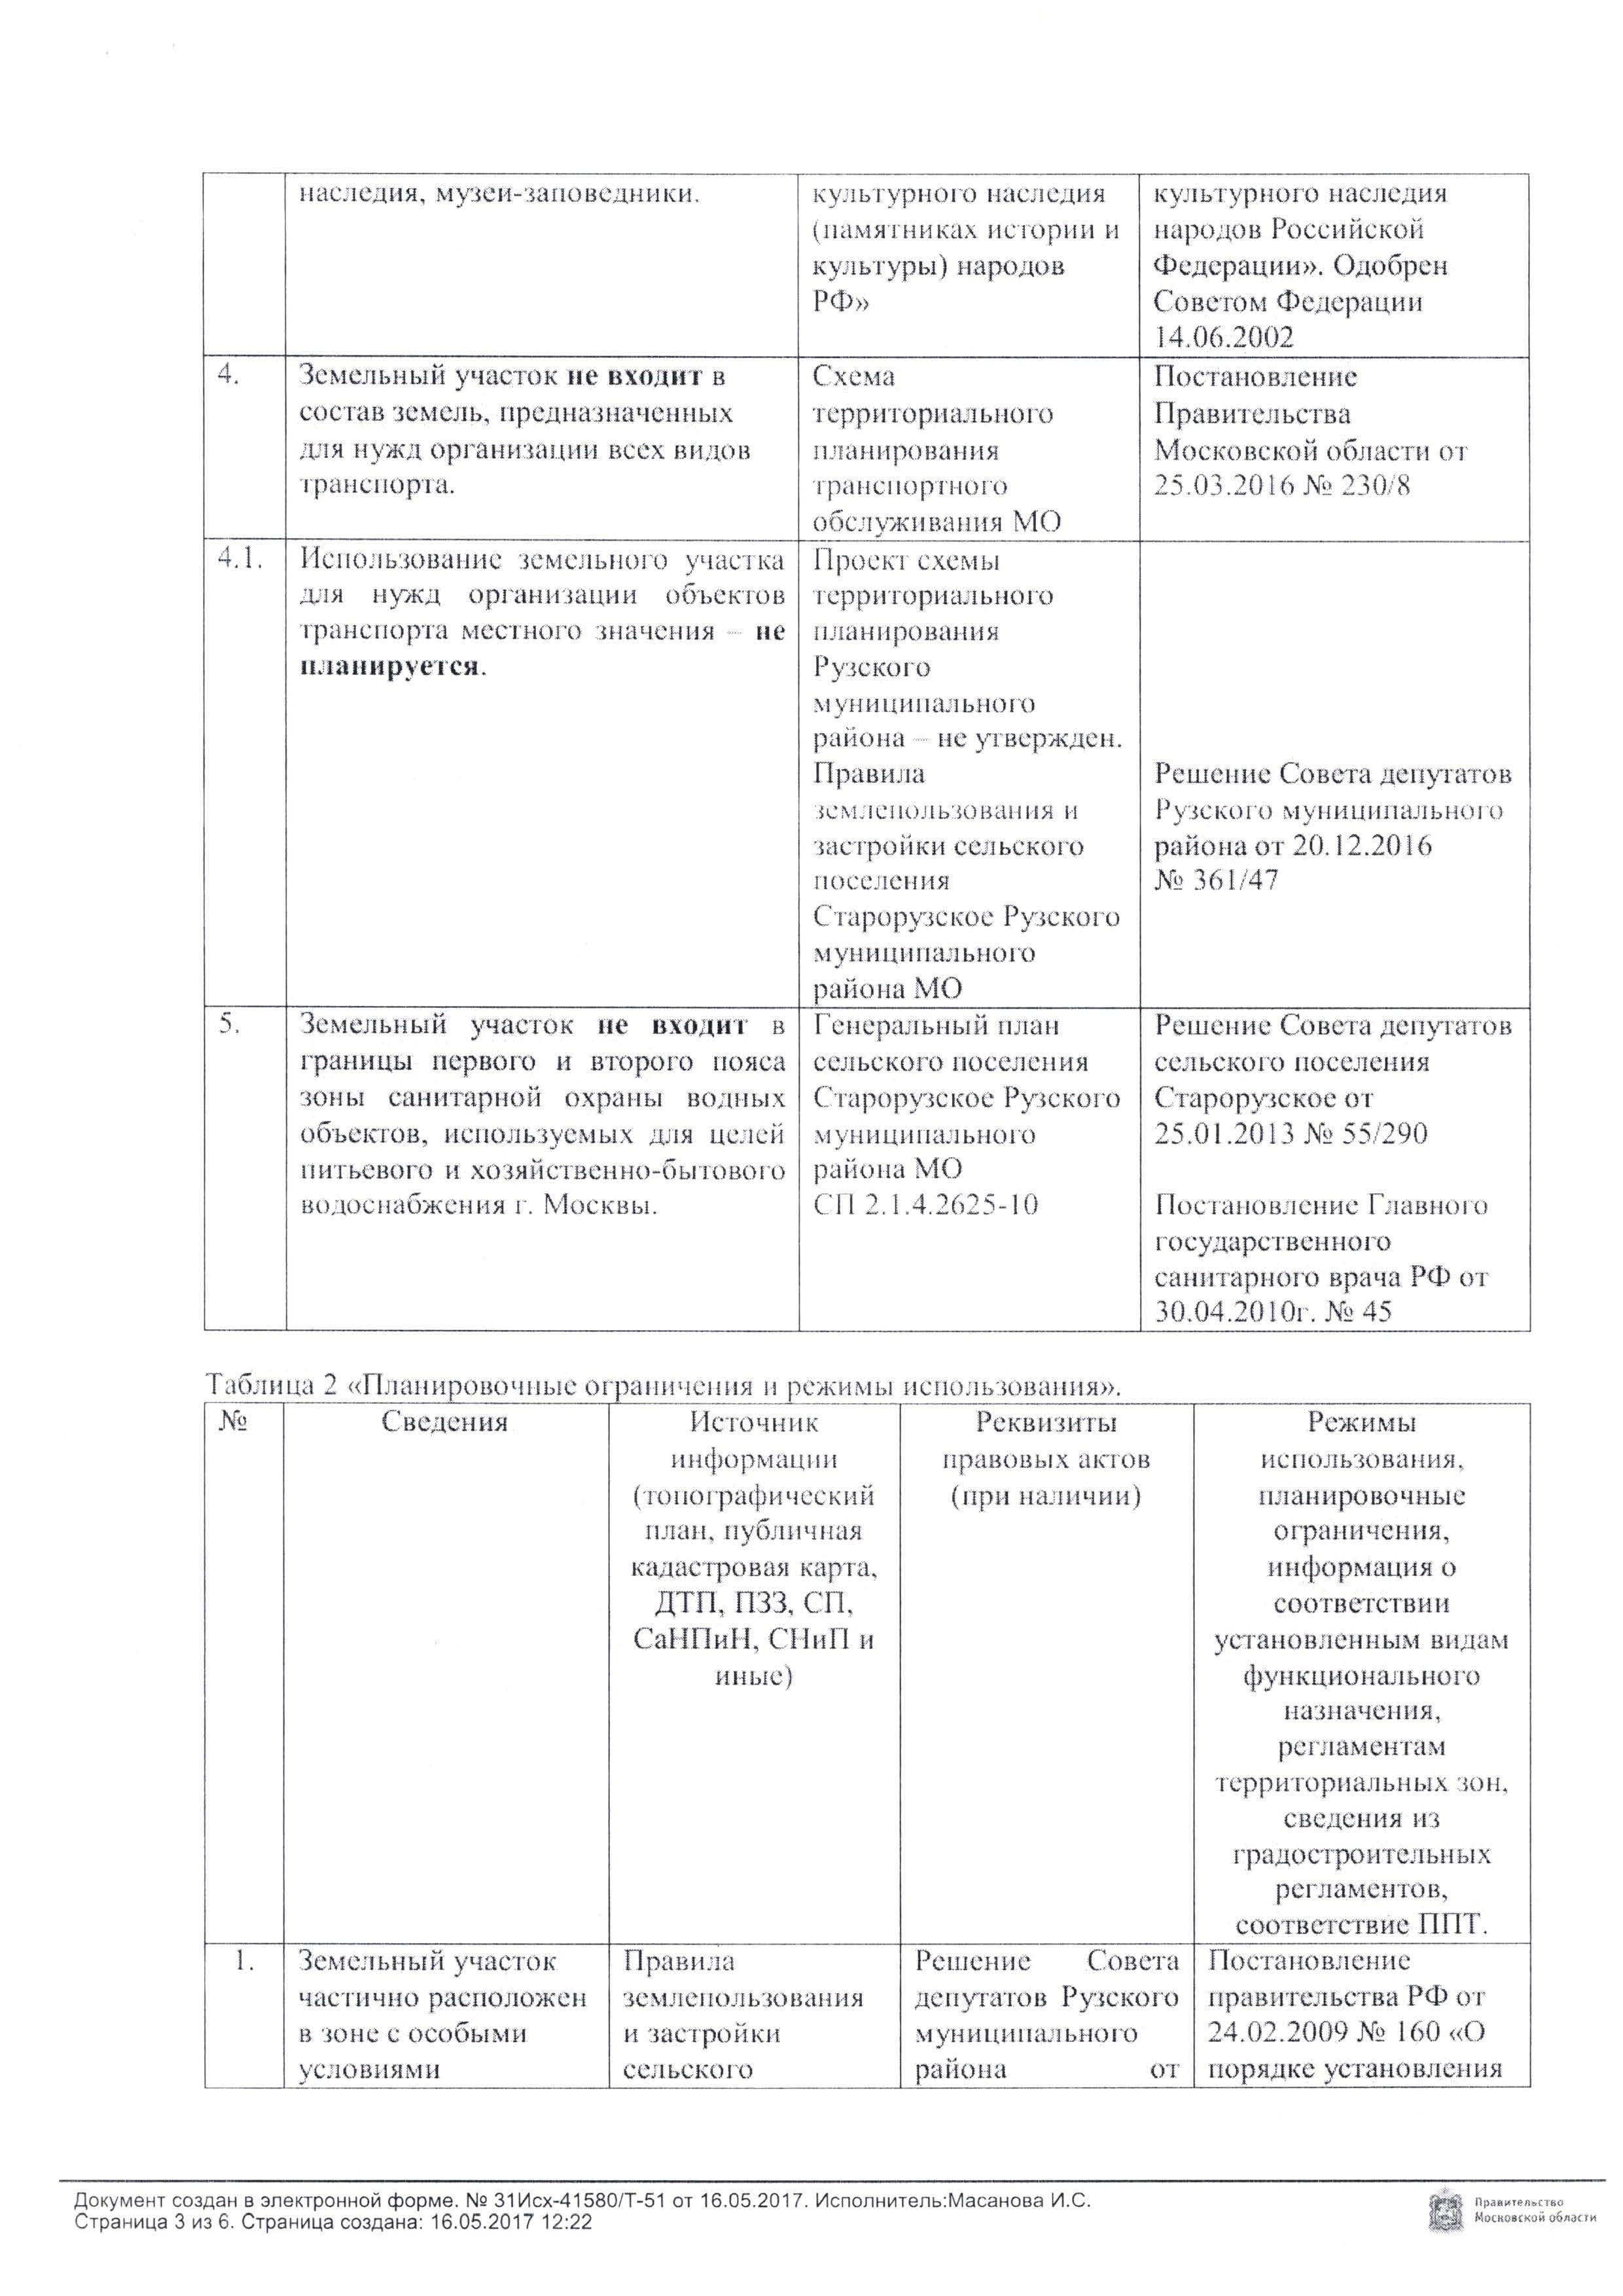 наследия, музеи-заповедники.
культурного наследия
(памятниках истории и
культуры) народов
РФ»
культурного наследия
народов Российской
Федерации». Одобрен
Советом Федерации
14.06.2002
4.
Земельный участок не входит в
состав земель, предназначенных
для нужд организации всех видов
транспорта.
Схема
территориального
планирования
транспортного
обслуживания МО
Постановление
Правительства
Московской области от
25.03.2016 № 230/8
4.1.
Использование земельного участка
для нужд организации объектов
транспорта местного значения – не
планируется.
Проект схемы
территориального
планирования
Рузского
муниципального
района – не утвержден.
Правила
землепользования и
застройки сельского
поселения
Старорузское Рузского
муниципального
района МО
Решение Совета депутатов
Рузского муниципального
района от 20.12.2016
№ 361/47
5.
Земельный участок не входит в
границы первого и второго пояса
зоны санитарной охраны водных
объектов, используемых для целей
питьевого и хозяйственно-бытового
водоснабжения г. Москвы.
Генеральный план
сельского поселения
Старорузское Рузского
муниципального
района МО
СП 2.1.4.2625-10
Решение Совета депутатов
сельского поселения
Старорузское от
25.01.2013 № 55/290
Постановление Главного
государственного
санитарного врача РФ от
30.04.2010г. № 45
Таблица 2 «Планировочные ограничения и режимы использования».
№
Сведения
Источник
информации
(топографический
план, публичная
кадастровая карта,
ДТП, ПЗЗ, СП,
СаНПиН, СНиП и
иные)
Реквизиты
правовых актов
(при наличии)
Режимы
использования,
планировочные
ограничения,
информация о
соответствии
установленным видам
функционального
назначения,
регламентам
территориальных зон,
сведения из
градостроительных
регламентов,
соответствие ППТ.
1.
Земельный участок
частично расположен
в зоне с особыми
условиями
Правила
землепользования
и застройки
сельского
Решение Совета
депутатов Рузского
муниципального
района от
Постановление
правительства РФ от
24.02.2009 № 160 «О
порядке установления
Документ создан в электронной форме. № 31Исх-41580/Т-51 от 16.05.2017. Исполнитель:Масанова И.С.
Страница 3 из 6. Страница создана: 16.05.2017 12:22
Правительство
Московской области